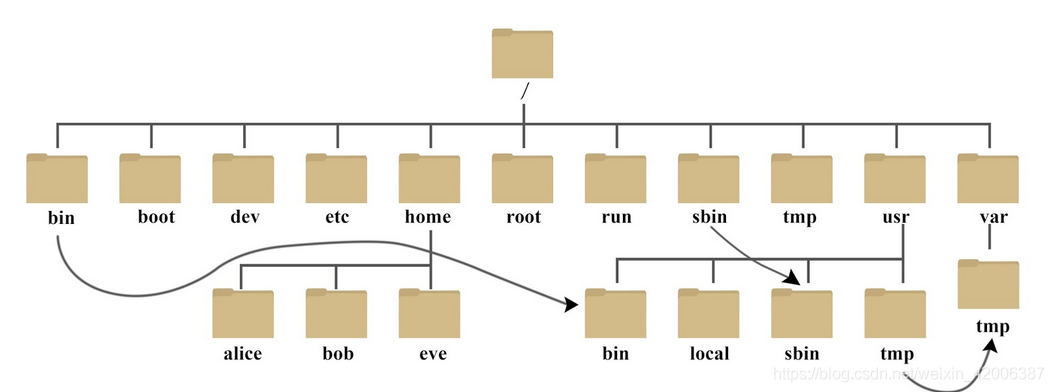 /
bin boot dev etc home root run sbin tmp usr var
alice bob eve bin local sbin tmp tmp
https://blog.csdn.net/weixin_42006387